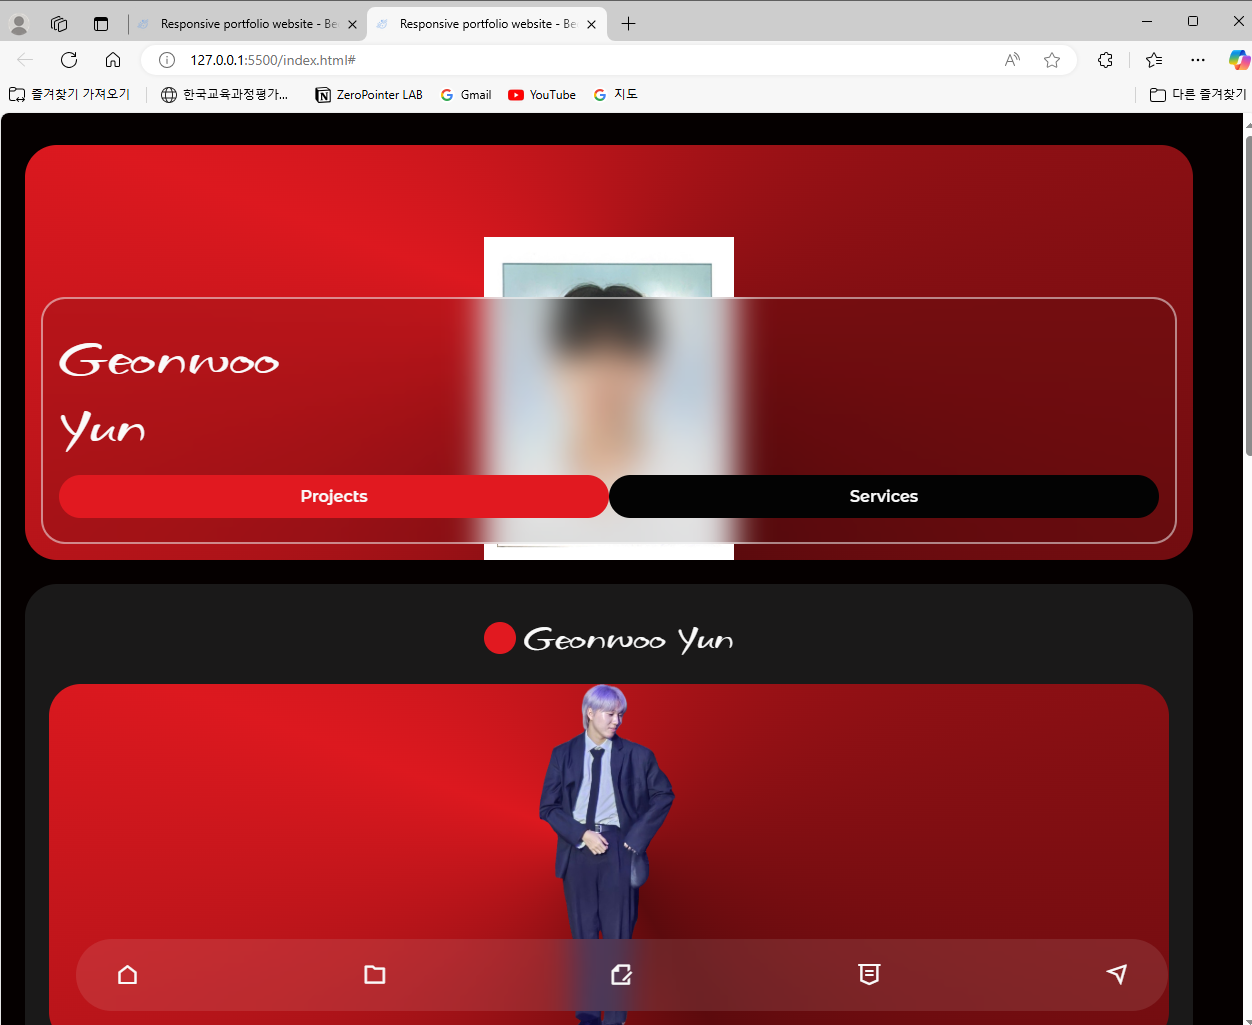 Responsive portfolio website - Be
Responsive portfolio website - Be
127.0.0.1:5500/index.html#
즐겨찾기 가져오기
한국교육과정평가...
ZeroPointer LAB
Gmail
YouTube
지도
다른 즐겨찾기
Geonwoo
Yun
Projects
Services
Geonwoo Yun